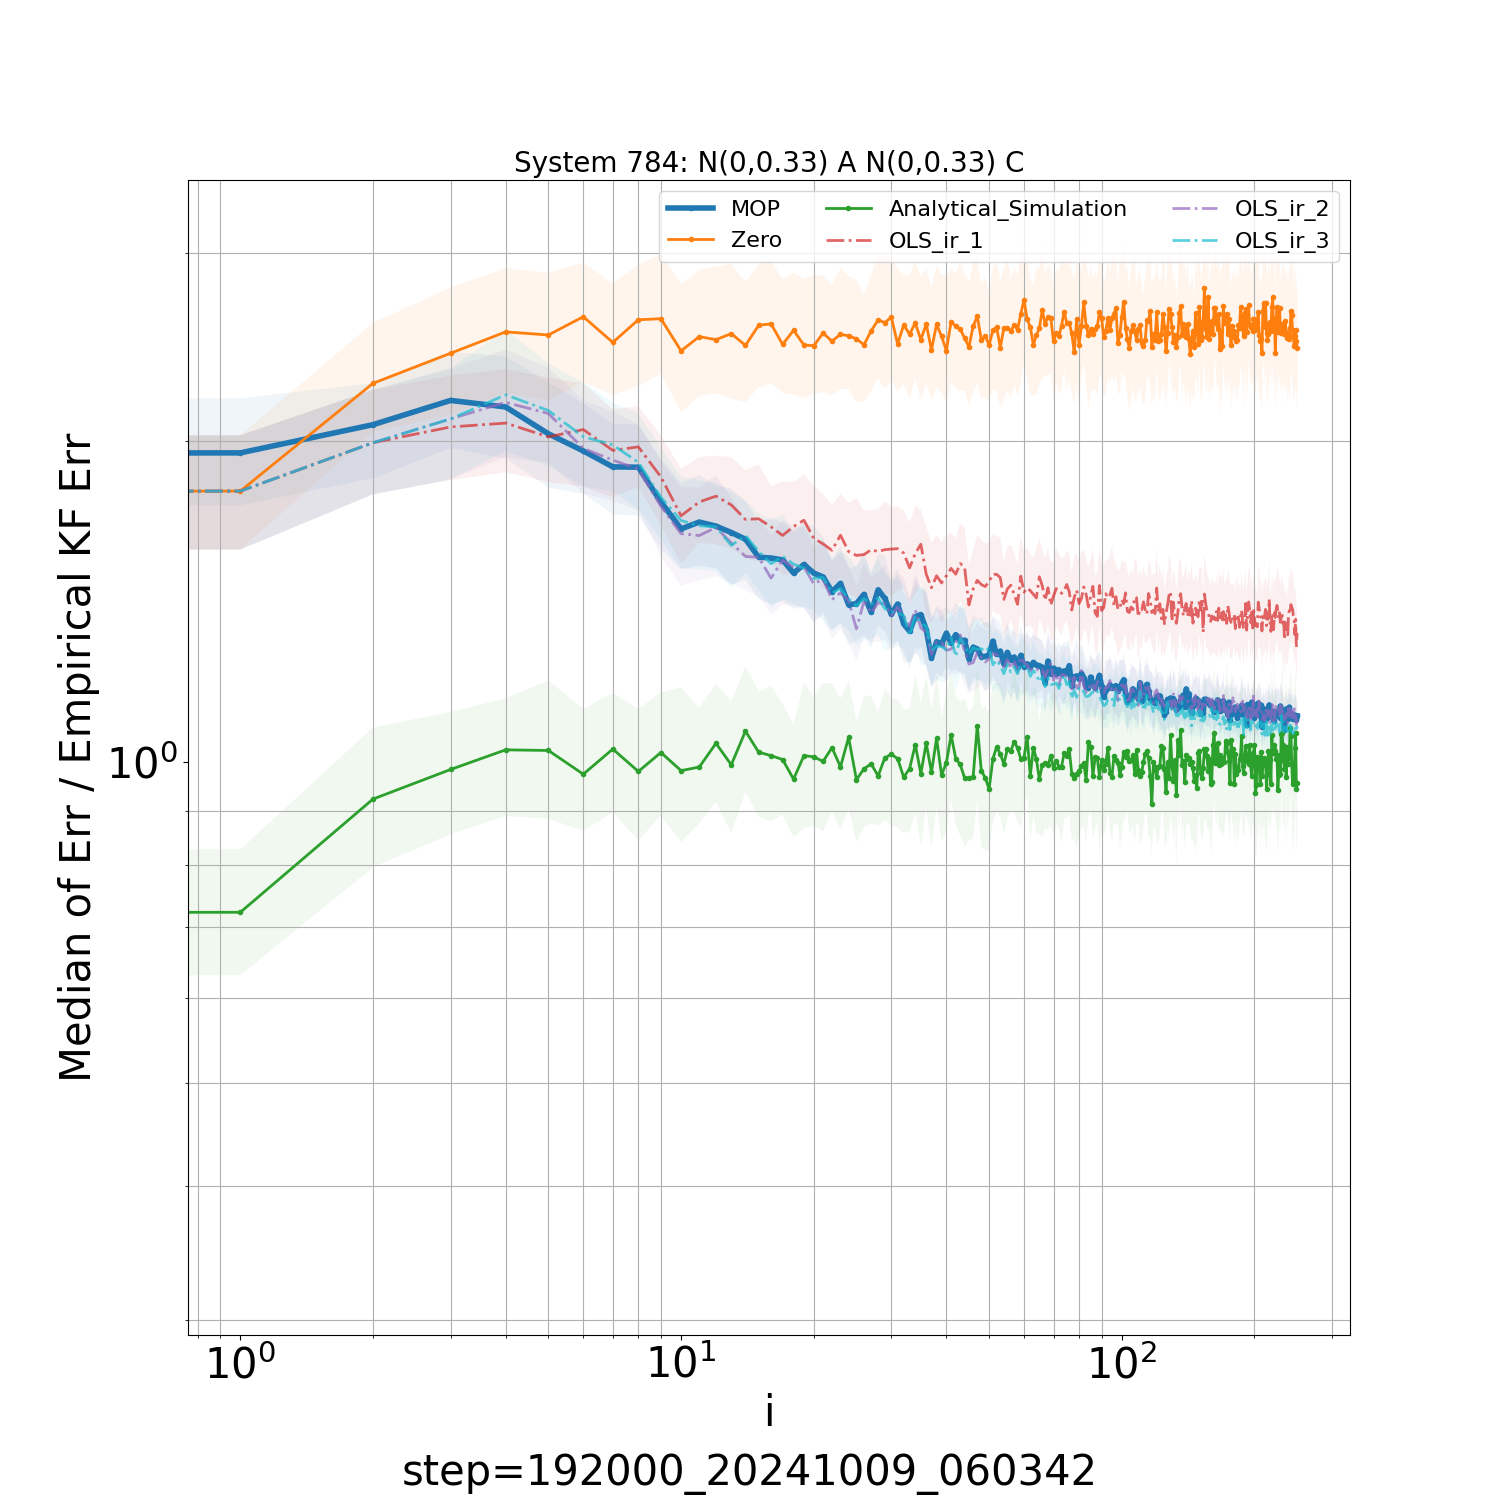 System 784: N(0,0.33) A N(0,0.33) C
MOP
Zero
Analytical_Simulation
OLS_ir_1
OLS_ir_2
OLS_ir_3
Median of Err / Empirical KF Err
10⁰
10⁰ 10¹ 10²
i
step=192000_20241009_060342